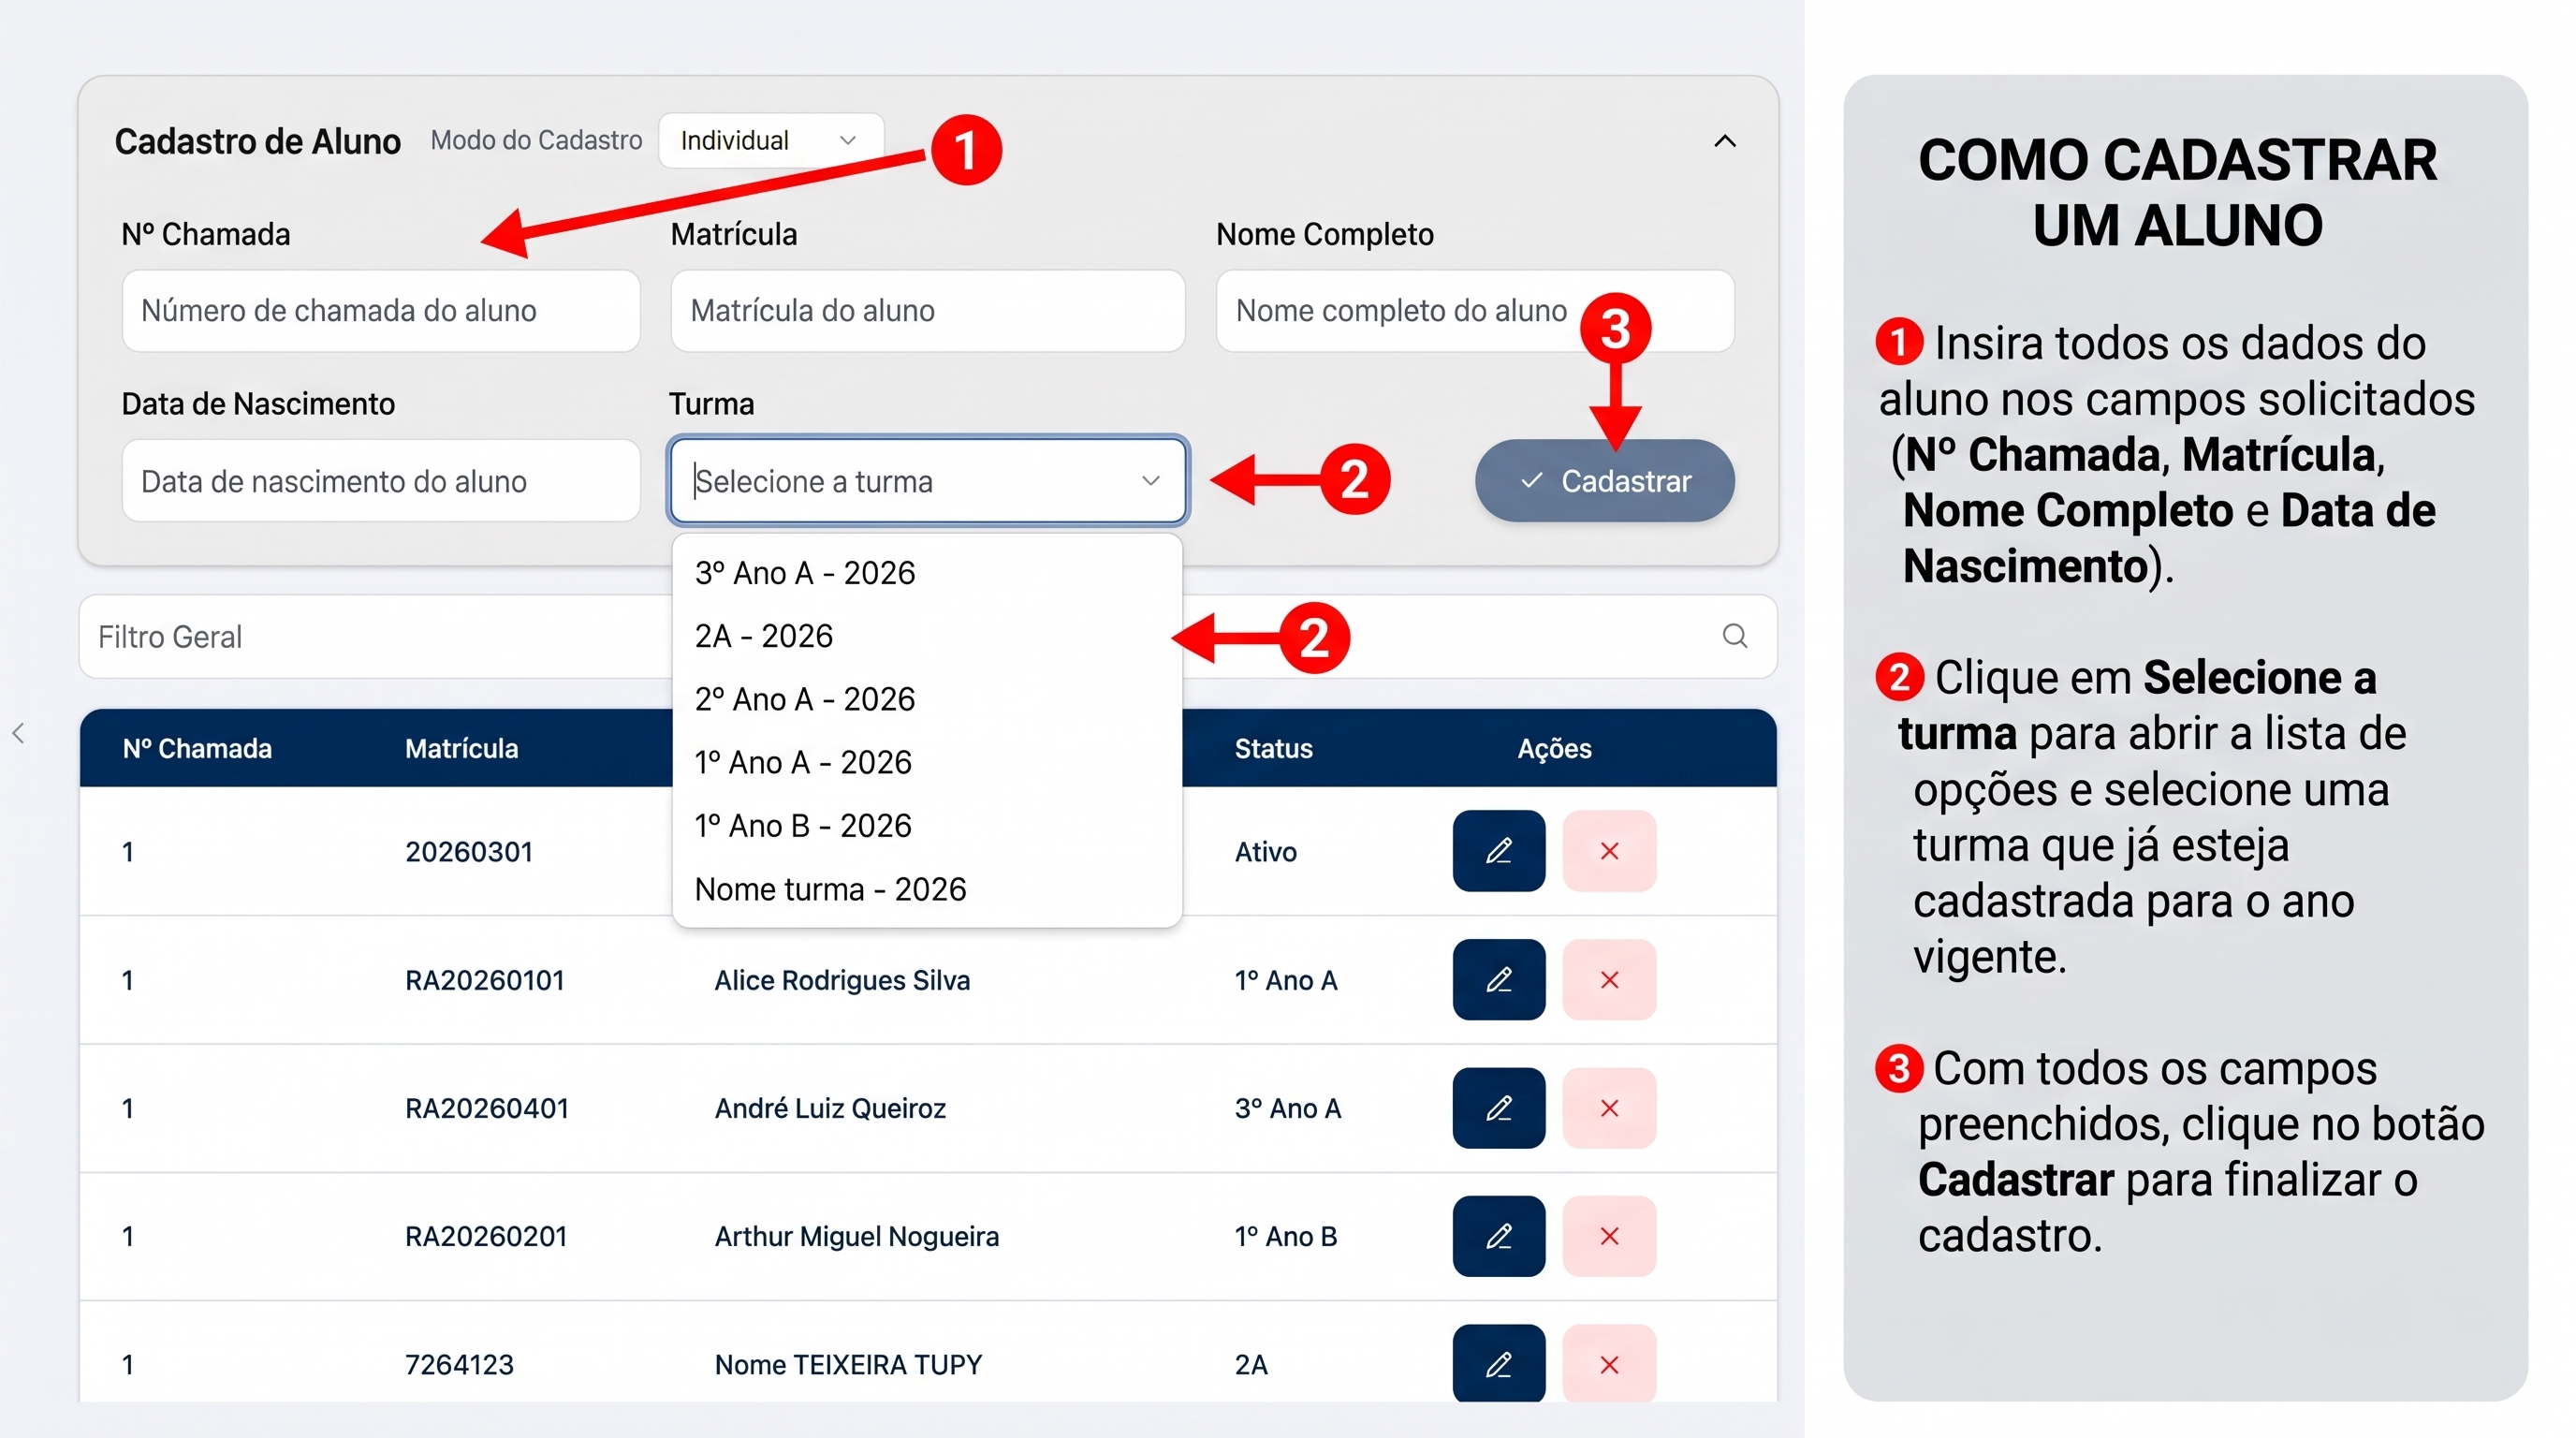 Cadastro de Aluno Modo do Cadastro Individual
1
Nº Chamada Matrícula Nome Completo
Número de chamada do aluno Matrícula do aluno Nome completo do aluno
3
Data de Nascimento Turma
Data de nascimento do aluno Selecione a turma 2 Cadastrar
3º Ano A - 2026
2A - 2026
2º Ano A - 2026
1º Ano A - 2026
1º Ano B - 2026
Nome turma - 2026
Filtro Geral 2
Nº Chamada Matrícula Status Ações
1 20260301 Ativo
1 RA20260101 Alice Rodrigues Silva 1º Ano A
1 RA20260401 André Luiz Queiroz 3º Ano A
1 RA20260201 Arthur Miguel Nogueira 1º Ano B
1 7264123 Nome TEIXEIRA TUPY 2A
COMO CADASTRAR
UM ALUNO
1 Insira todos os dados do
aluno nos campos solicitados
(Nº Chamada, Matrícula,
Nome Completo e Data de
Nascimento).
2 Clique em Selecione a
turma para abrir a lista de
opções e selecione uma
turma que já esteja
cadastrada para o ano
vigente.
3 Com todos os campos
preenchidos, clique no botão
Cadastrar para finalizar o
cadastro.